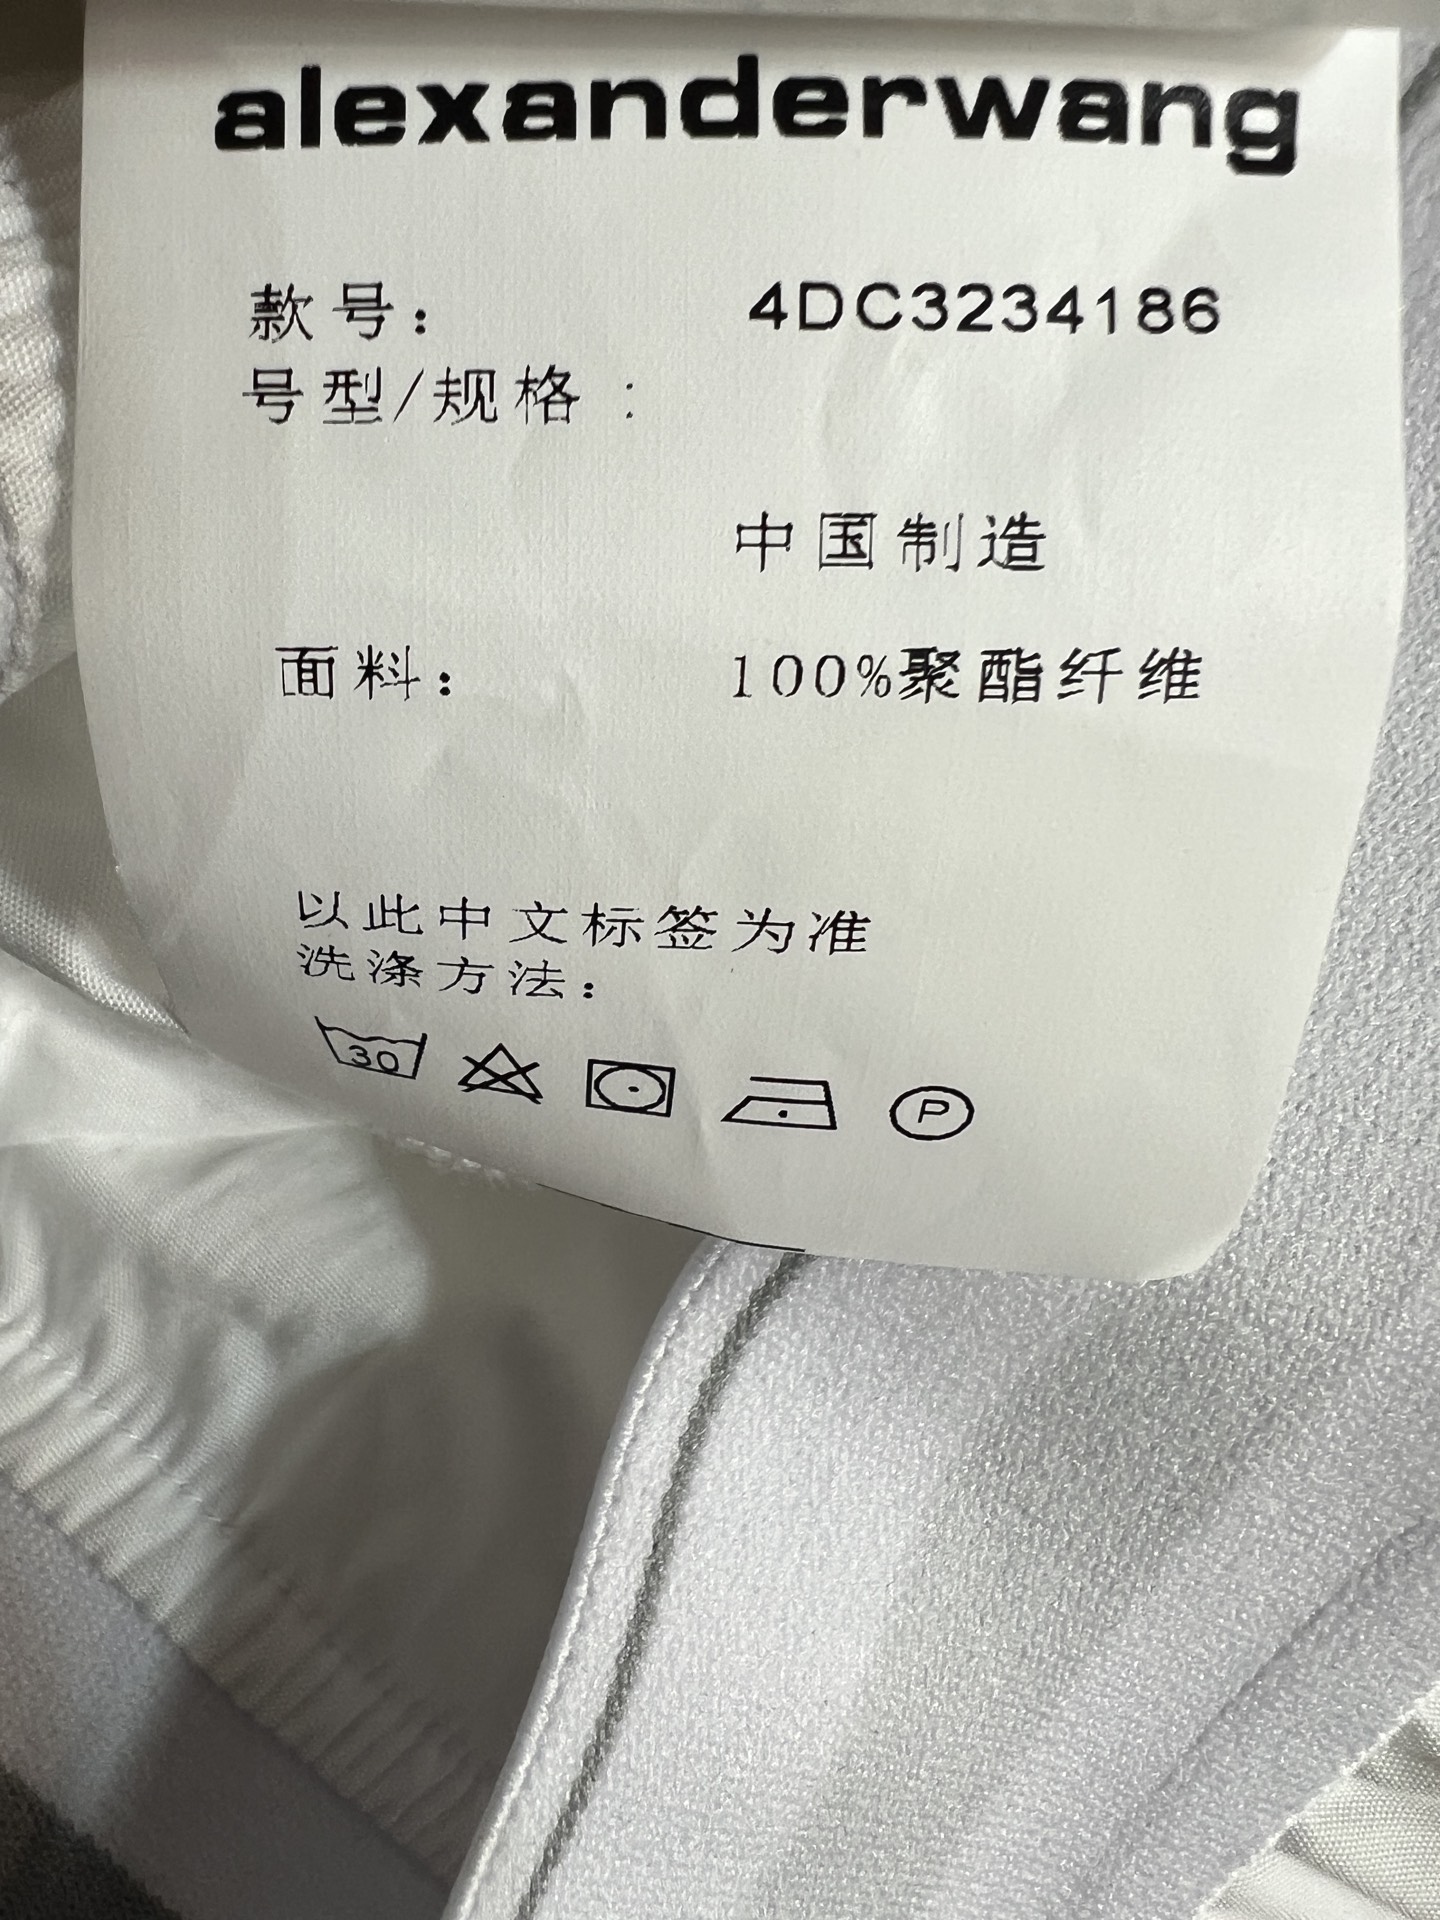 alexanderwang
款号： 4DC3234186
号型/规格 :
中国制造
面料： 100%聚酯纤维
以此中文标签为准
洗涤方法：
30
P